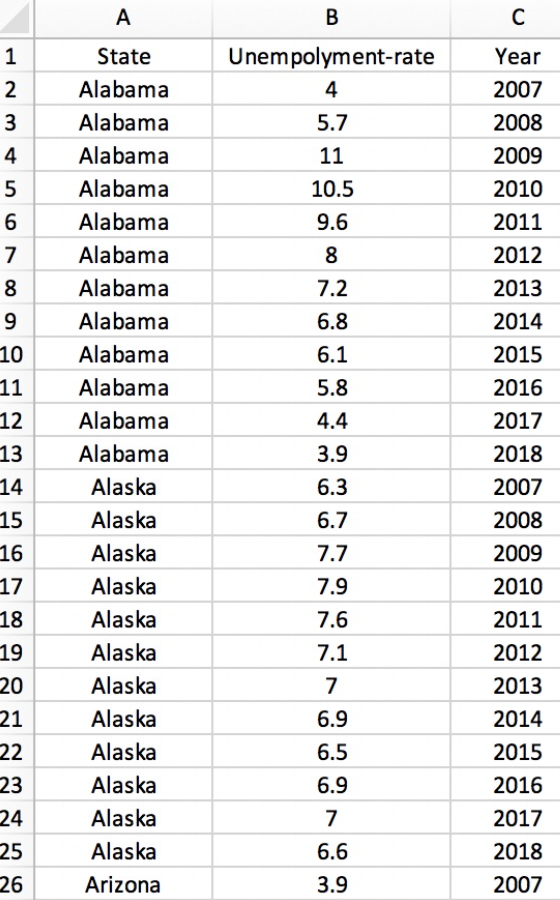 A B C
1 State Unempolyment-rate Year
2 Alabama 4 2007
3 Alabama 5.7 2008
4 Alabama 11 2009
5 Alabama 10.5 2010
6 Alabama 9.6 2011
7 Alabama 8 2012
8 Alabama 7.2 2013
9 Alabama 6.8 2014
10 Alabama 6.1 2015
11 Alabama 5.8 2016
12 Alabama 4.4 2017
13 Alabama 3.9 2018
14 Alaska 6.3 2007
15 Alaska 6.7 2008
16 Alaska 7.7 2009
17 Alaska 7.9 2010
18 Alaska 7.6 2011
19 Alaska 7.1 2012
20 Alaska 7 2013
21 Alaska 6.9 2014
22 Alaska 6.5 2015
23 Alaska 6.9 2016
24 Alaska 7 2017
25 Alaska 6.6 2018
26 Arizona 3.9 2007